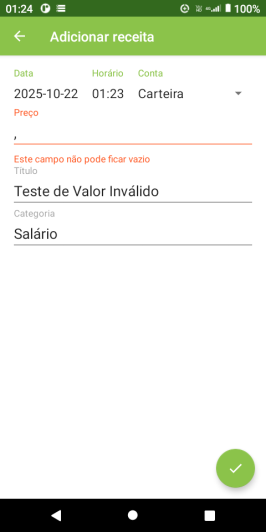 01:24 100%
Adicionar receita
Data Horário Conta
2025-10-22 01:23 Carteira
Preço
,
Este campo não pode ficar vazio
Título
Teste de Valor Inválido
Categoria
Salário